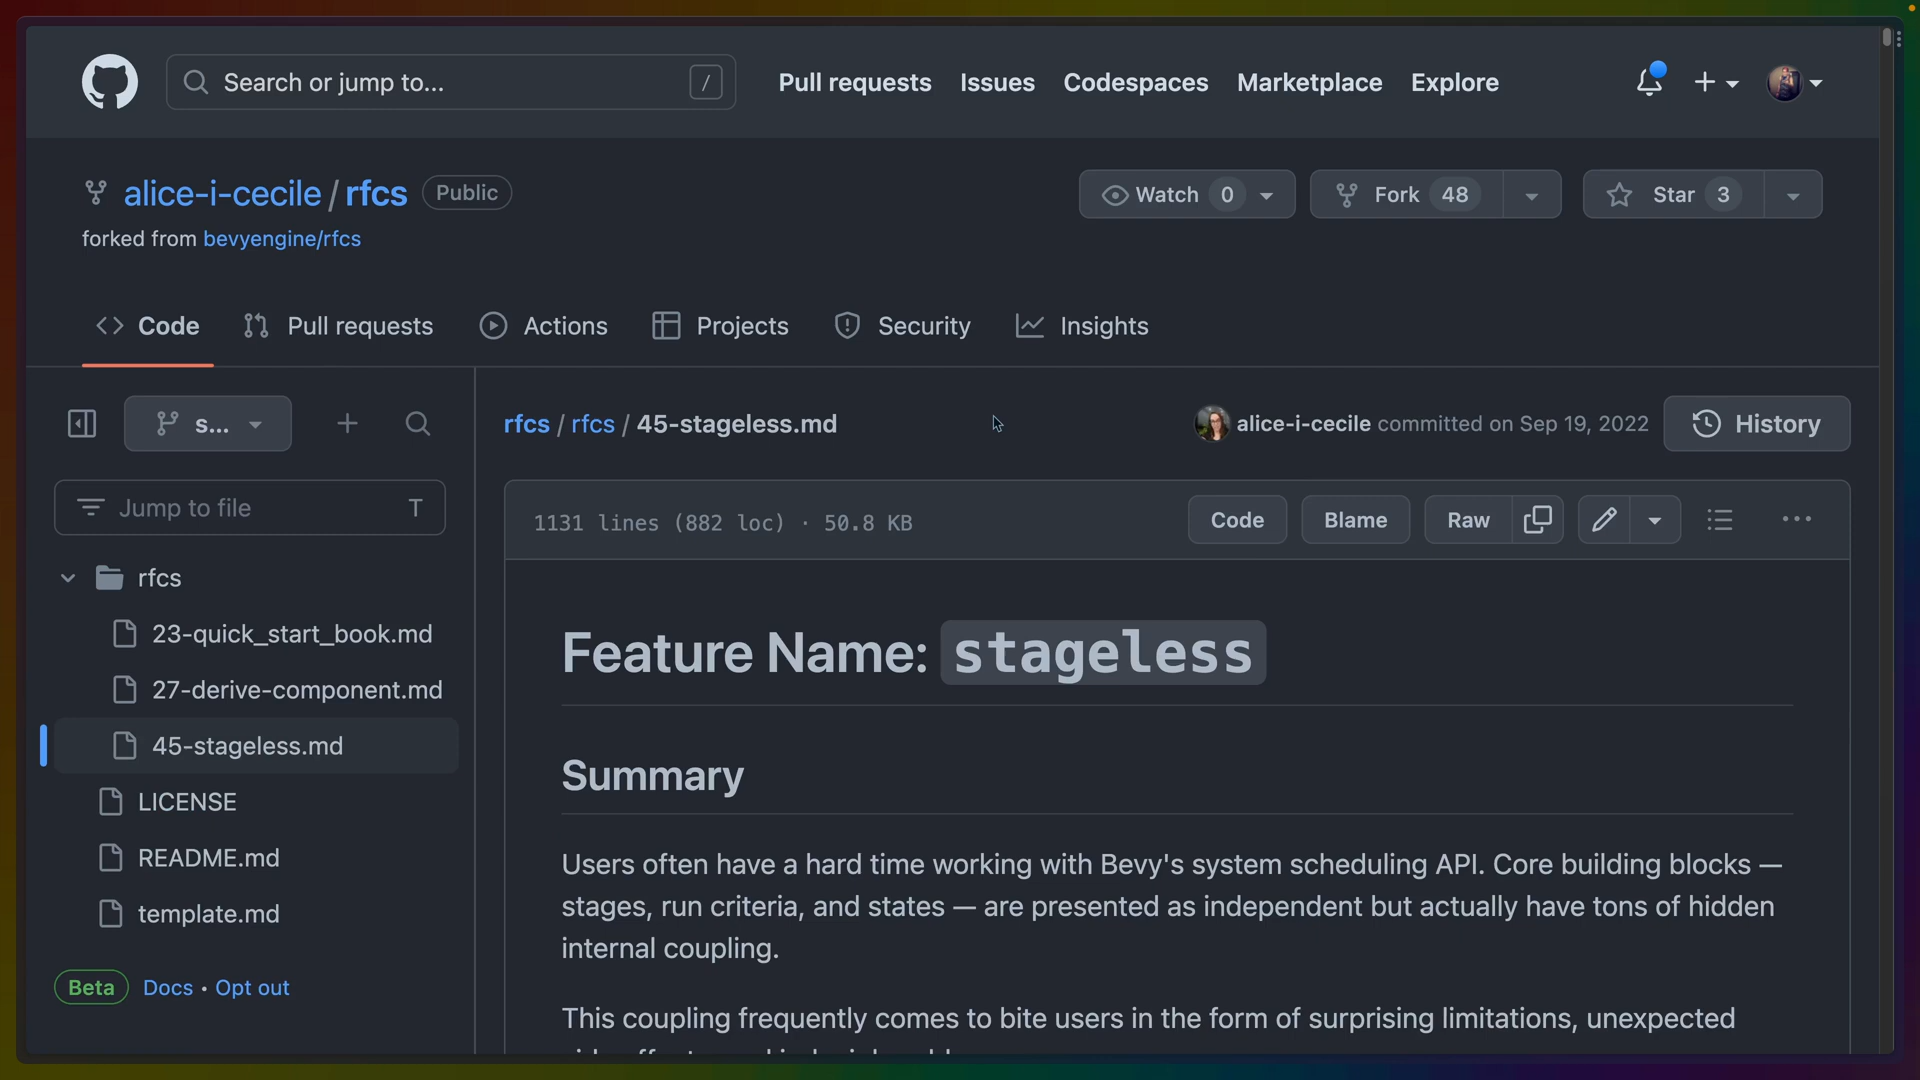 Search or jump to... /
Pull requests Issues Codespaces Marketplace Explore
alice-i-cecile / rfcs Public
Watch 0 Fork 48 Star 3
forked from bevyengine/rfcs
Code Pull requests Actions Projects Security Insights
s...
rfcs / rfcs / 45-stageless.md
alice-i-cecile committed on Sep 19, 2022 History
Jump to file T
1131 lines (882 loc) · 50.8 KB
Code Blame Raw
rfcs
23-quick_start_book.md
27-derive-component.md
45-stageless.md
LICENSE
README.md
template.md
Beta Docs • Opt out
Feature Name: stageless
Summary
Users often have a hard time working with Bevy's system scheduling API. Core building blocks —
stages, run criteria, and states — are presented as independent but actually have tons of hidden
internal coupling.
This coupling frequently comes to bite users in the form of surprising limitations, unexpected